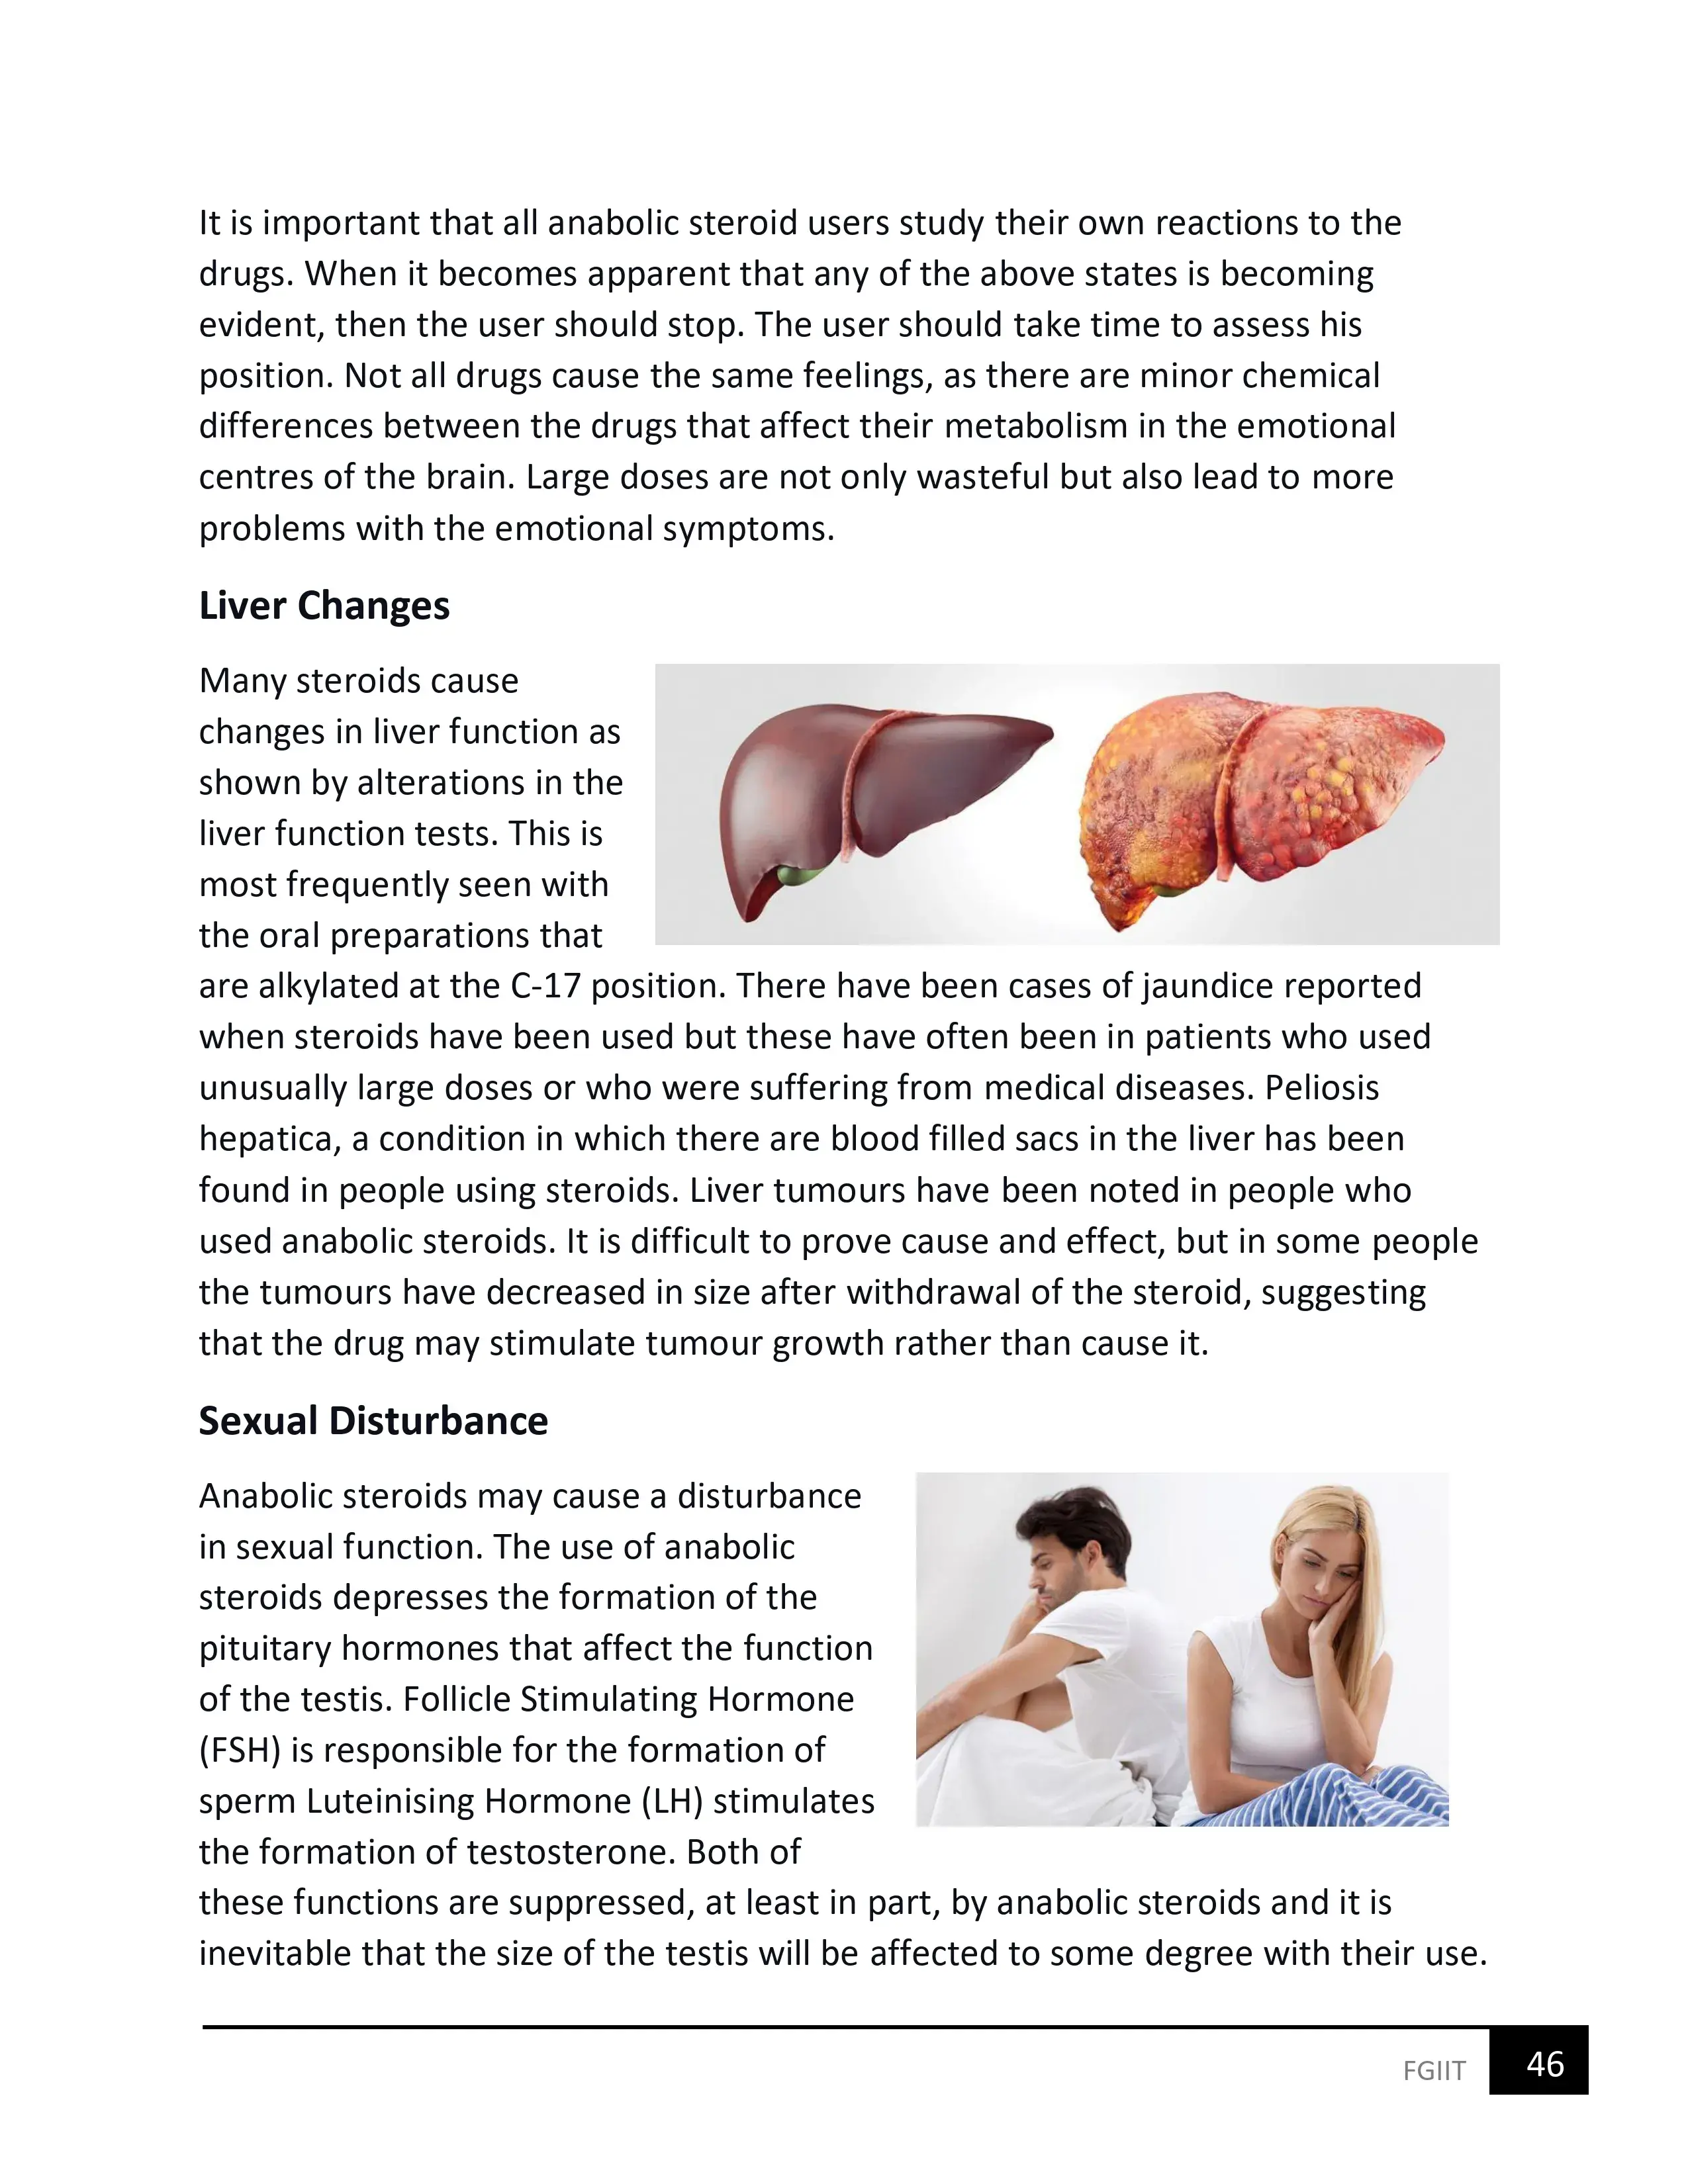 It is important that all anabolic steroid users study their own reactions to the
drugs. When it becomes apparent that any of the above states is becoming
evident, then the user should stop. The user should take time to assess his
position. Not all drugs cause the same feelings, as there are minor chemical
differences between the drugs that affect their metabolism in the emotional
centres of the brain. Large doses are not only wasteful but also lead to more
problems with the emotional symptoms.
Liver Changes
Many steroids cause
changes in liver function as
shown by alterations in the
liver function tests. This is
most frequently seen with
the oral preparations that
are alkylated at the C-17 position. There have been cases of jaundice reported
when steroids have been used but these have often been in patients who used
unusually large doses or who were suffering from medical diseases. Peliosis
hepatica, a condition in which there are blood filled sacs in the liver has been
found in people using steroids. Liver tumours have been noted in people who
used anabolic steroids. It is difficult to prove cause and effect, but in some people
the tumours have decreased in size after withdrawal of the steroid, suggesting
that the drug may stimulate tumour growth rather than cause it.
Sexual Disturbance
Anabolic steroids may cause a disturbance
in sexual function. The use of anabolic
steroids depresses the formation of the
pituitary hormones that affect the function
of the testis. Follicle Stimulating Hormone
(FSH) is responsible for the formation of
sperm Luteinising Hormone (LH) stimulates
the formation of testosterone. Both of
these functions are suppressed, at least in part, by anabolic steroids and it is
inevitable that the size of the testis will be affected to some degree with their use.
FGIIT 46